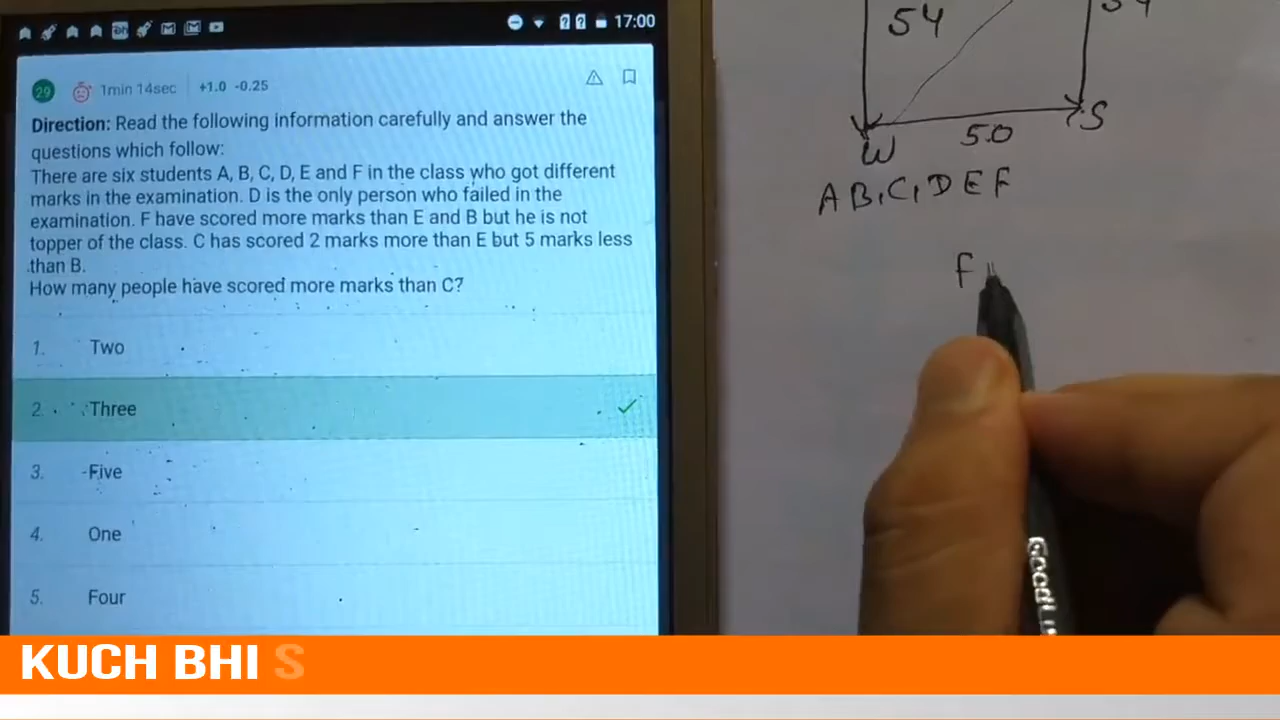 17:00
29 1min 14sec +1.0 -0.25
Direction: Read the following information carefully and answer the
questions which follow:
There are six students A, B, C, D, E and F in the class who got different
marks in the examination. D is the only person who failed in the
examination. F have scored more marks than E and B but he is not
topper of the class. C has scored 2 marks more than E but 5 marks less
than B.
How many people have scored more marks than C?
1. Two
2. Three
3. Five
4. One
5. Four
54
W 50 S
A B, C, D E F
F
GOODLI
KUCH BHI S